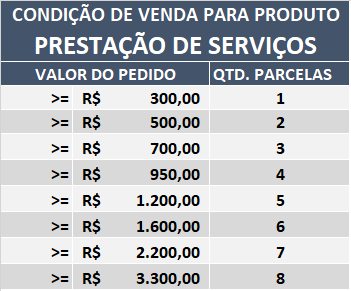 CONDIÇÃO DE VENDA PARA PRODUTO
PRESTAÇÃO DE SERVIÇOS
VALOR DO PEDIDO QTD. PARCELAS
>= R$ 300,00 1
>= R$ 500,00 2
>= R$ 700,00 3
>= R$ 950,00 4
>= R$ 1.200,00 5
>= R$ 1.600,00 6
>= R$ 2.200,00 7
>= R$ 3.300,00 8